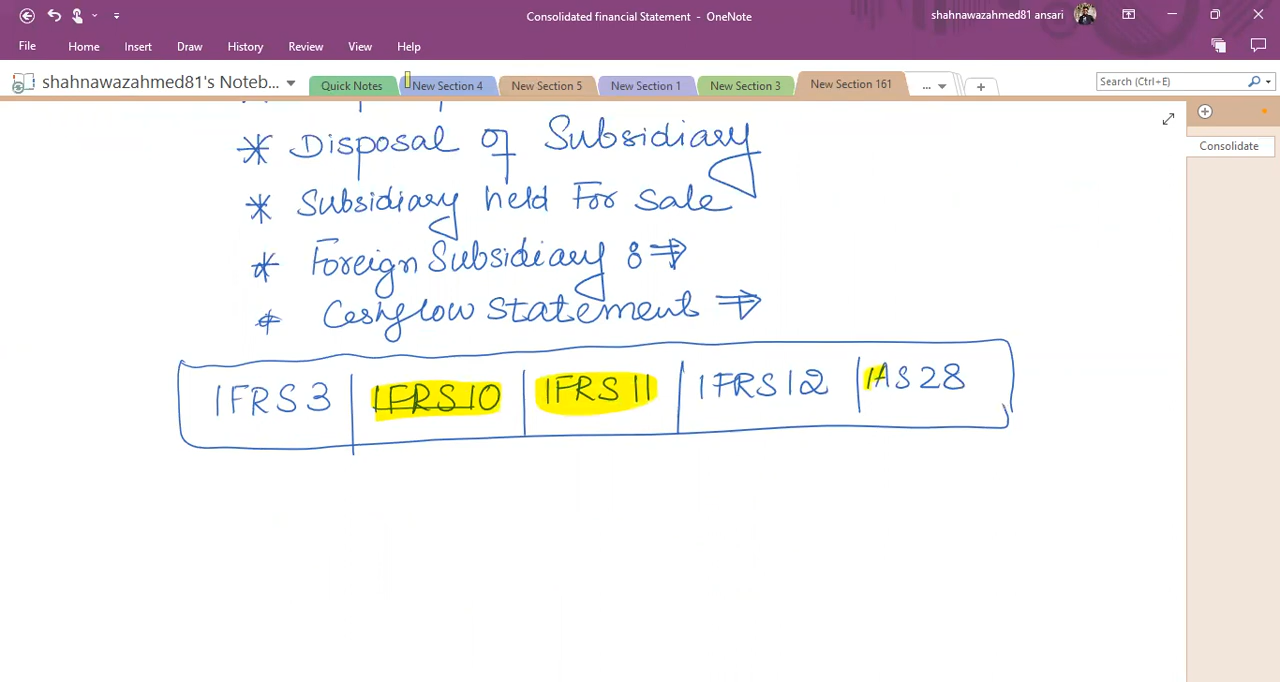 Consolidated financial Statement - OneNote
shahnawazahmed81 ansari
File Home Insert Draw History Review View Help
shahnawazahmed81's Noteb... Quick Notes New Section 4 New Section 5 New Section 1 New Section 3 New Section 161 ... + Search (Ctrl+E)
Consolidate
* Disposal of Subsidiary
* Subsidiary held For Sale
* Foreign Subsidiary :⇒
* Cashflow Statement ⇒
IFRS 3 | IFRS 10 | IFRS 11 | IFRS 12 | IAS 28